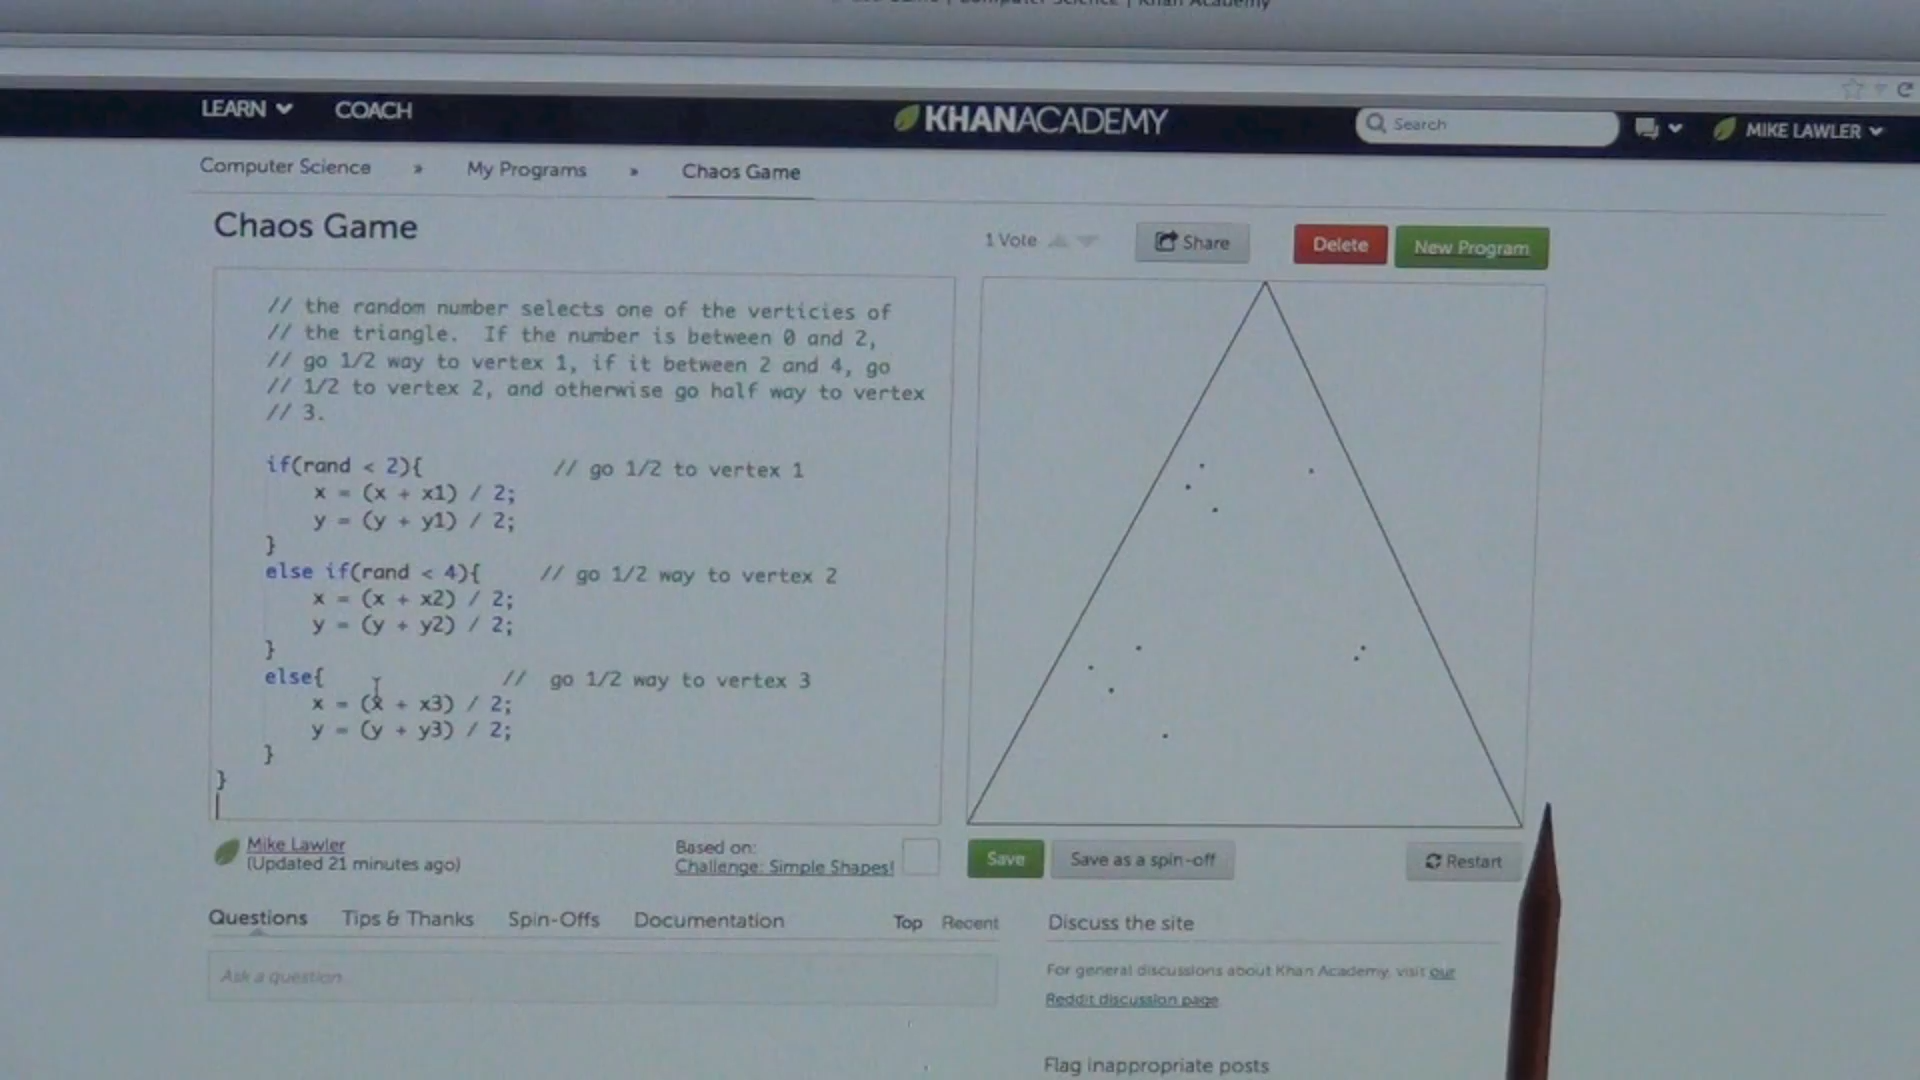 Computer Science | Khan Academy
LEARN COACH KHANACADEMY Search MIKE LAWLER
Computer Science » My Programs » Chaos Game
Chaos Game
1 Vote Share Delete New Program
// the random number selects one of the verticies of
// the triangle. If the number is between 0 and 2,
// go 1/2 way to vertex 1, if it between 2 and 4, go
// 1/2 to vertex 2, and otherwise go half way to vertex
// 3.
if(rand < 2){ // go 1/2 to vertex 1
x = (x + x1) / 2;
y = (y + y1) / 2;
}
else if(rand < 4){ // go 1/2 way to vertex 2
x = (x + x2) / 2;
y = (y + y2) / 2;
}
else{ // go 1/2 way to vertex 3
x = (x + x3) / 2;
y = (y + y3) / 2;
}
}
Mike Lawler
(Updated 21 minutes ago)
Based on:
Challenge: Simple Shapes!
Save Save as a spin-off Restart
Questions Tips & Thanks Spin-Offs Documentation Top Recent
Ask a question...
Discuss the site
For general discussions about Khan Academy, visit our
Reddit discussion page.
Flag inappropriate posts